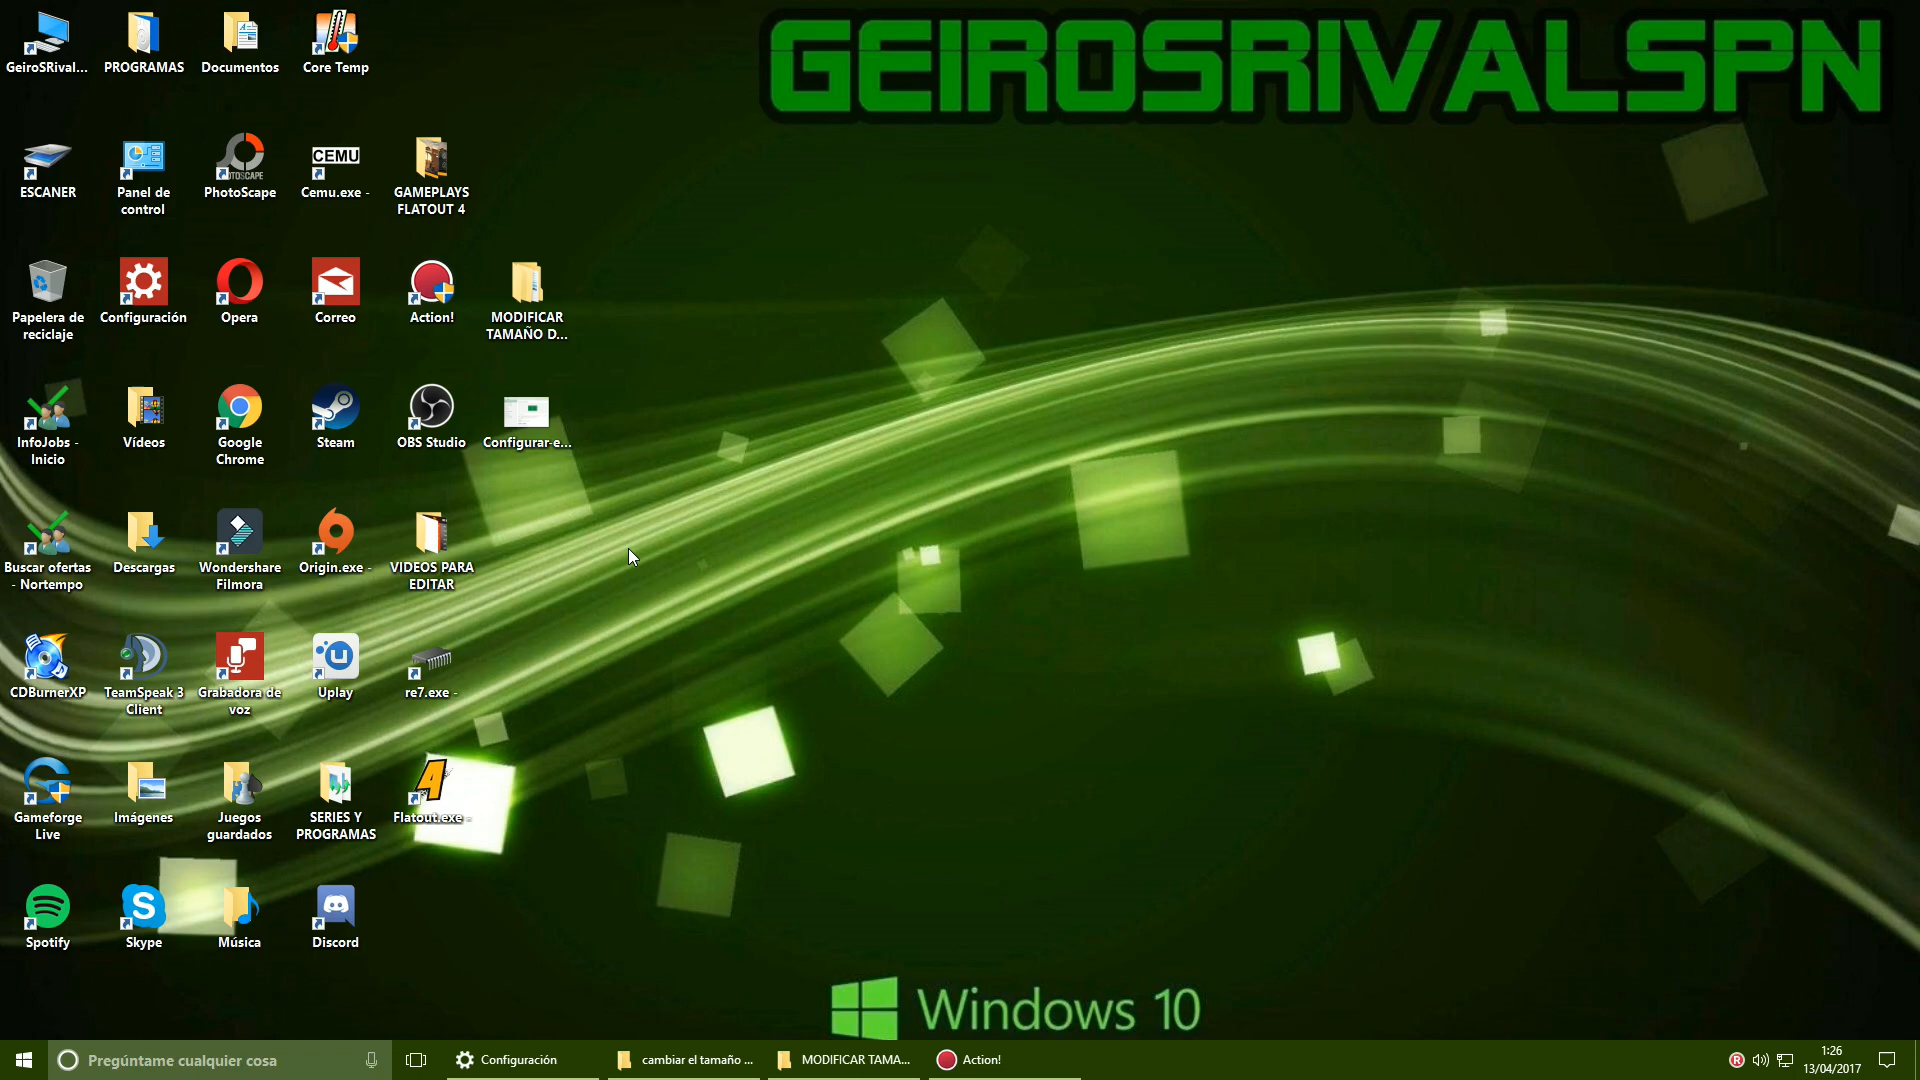 GEIROSRIVALSPN
GeiroSRival...
PROGRAMAS
Documentos
Core Temp
ESCANER
Panel de
control
PHOTOSCAPE
PhotoScape
CEMU
Cemu.exe -
GAMEPLAYS
FLATOUT 4
Papelera de
reciclaje
Configuración
Opera
Correo
Action!
MODIFICAR
TAMAÑO D...
InfoJobs -
Inicio
Vídeos
Google
Chrome
Steam
OBS Studio
Configurar-e...
Buscar ofertas
- Nortempo
Descargas
Wondershare
Filmora
Origin.exe -
VIDEOS PARA
EDITAR
CDBurnerXP
TeamSpeak 3
Client
Grabadora de
voz
Uplay
re7.exe -
Gameforge
Live
Imágenes
Juegos
guardados
SERIES Y
PROGRAMAS
Flatout.exe -
Spotify
Skype
Música
Discord
Windows 10
Pregúntame cualquier cosa
Configuración
cambiar el tamaño ...
MODIFICAR TAMA...
Action!
1:26
13/04/2017